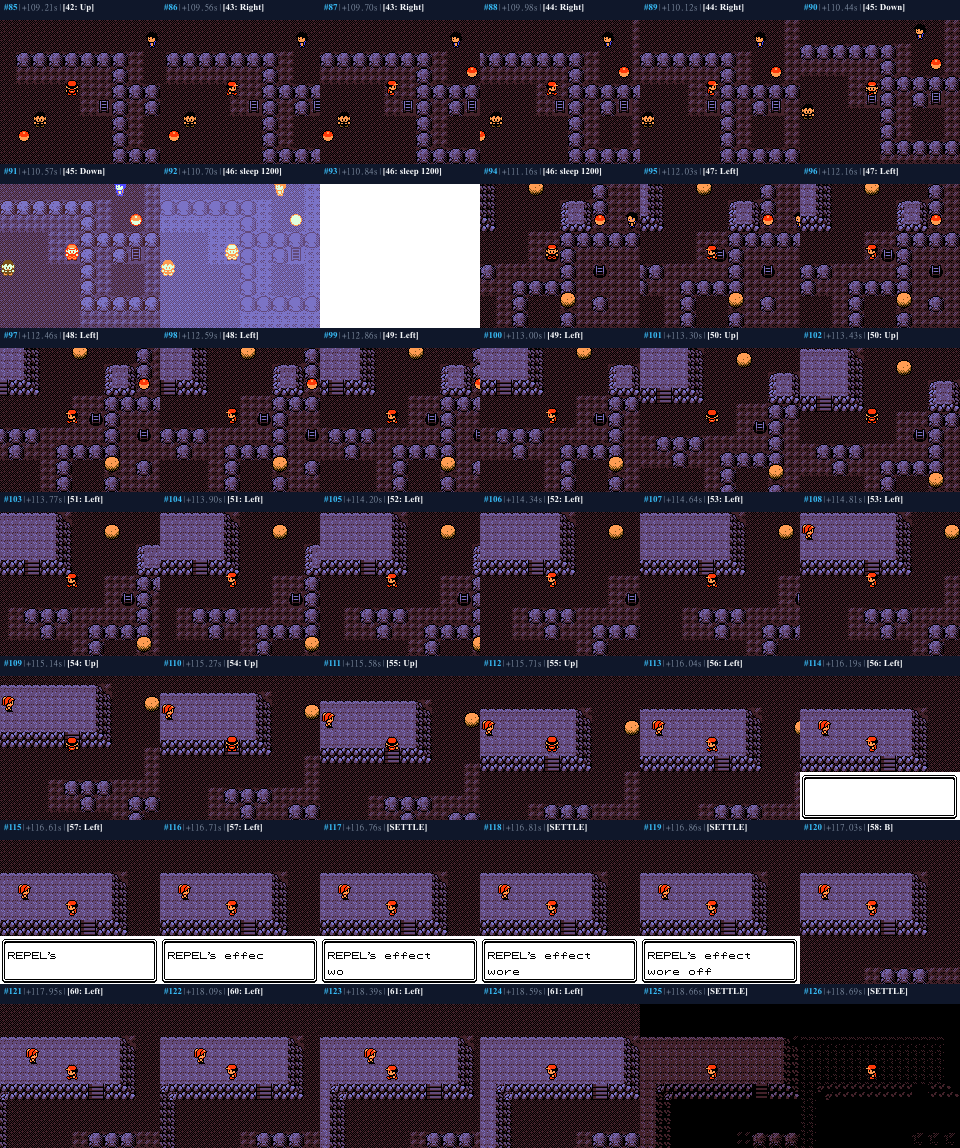 #85|+109.21s|[42: Up]
#86|+109.56s|[43: Right]
#87|+109.70s|[43: Right]
#88|+109.98s|[44: Right]
#89|+110.12s|[44: Right]
#90|+110.44s|[45: Down]
#91|+110.57s|[45: Down]
#92|+110.70s|[46: sleep 1200]
#93|+110.84s|[46: sleep 1200]
#94|+111.16s|[46: sleep 1200]
#95|+112.03s|[47: Left]
#96|+112.16s|[47: Left]
#97|+112.46s|[48: Left]
#98|+112.59s|[48: Left]
#99|+112.86s|[49: Left]
#100|+113.00s|[49: Left]
#101|+113.30s|[50: Up]
#102|+113.43s|[50: Up]
#103|+113.77s|[51: Left]
#104|+113.90s|[51: Left]
#105|+114.20s|[52: Left]
#106|+114.34s|[52: Left]
#107|+114.64s|[53: Left]
#108|+114.81s|[53: Left]
#109|+115.14s|[54: Up]
#110|+115.27s|[54: Up]
#111|+115.58s|[55: Up]
#112|+115.71s|[55: Up]
#113|+116.04s|[56: Left]
#114|+116.19s|[56: Left]
#115|+116.61s|[57: Left]
#116|+116.71s|[57: Left]
#117|+116.76s|[SETTLE]
#118|+116.81s|[SETTLE]
#119|+116.86s|[SETTLE]
#120|+117.03s|[58: B]
REPEL's
REPEL's effec
REPEL's effect
wo
REPEL's effect
wore
REPEL's effect
wore off
#121|+117.95s|[60: Left]
#122|+118.09s|[60: Left]
#123|+118.39s|[61: Left]
#124|+118.59s|[61: Left]
#125|+118.66s|[SETTLE]
#126|+118.69s|[SETTLE]